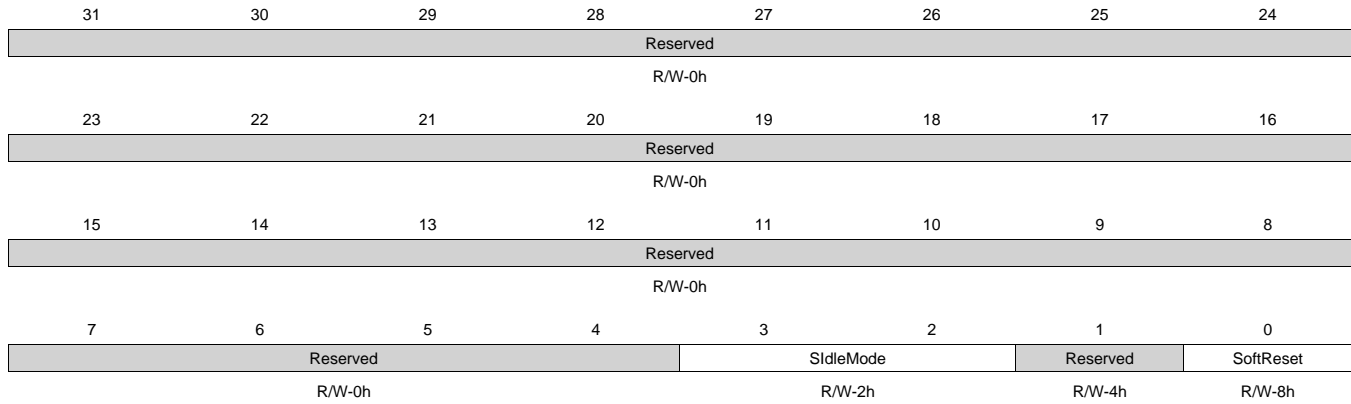 31 30 29 28 27 26 25 24
Reserved
R/W-0h
23 22 21 20 19 18 17 16
Reserved
R/W-0h
15 14 13 12 11 10 9 8
Reserved
R/W-0h
7 6 5 4 3 2 1 0
Reserved SIdleMode Reserved SoftReset
R/W-0h R/W-2h R/W-4h R/W-8h